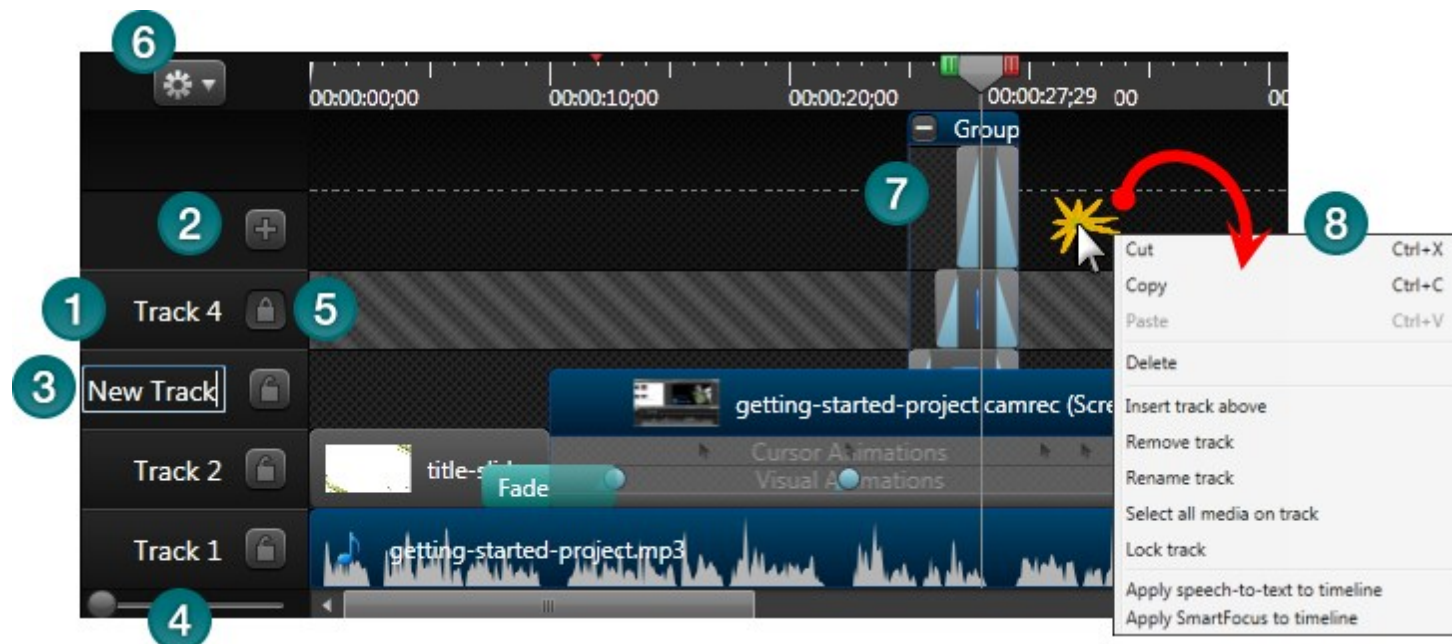 6
00:00:00;00 00:00:10;00 00:00:20;00 00:00:27;29 00 00
Group
7
2
8
Cut Ctrl+X
Copy Ctrl+C
Paste Ctrl+V
Delete
Insert track above
Remove track
Rename track
Select all media on track
Lock track
Apply speech-to-text to timeline
Apply SmartFocus to timeline
1 Track 4 5
3 New Track
getting-started-project.camrec (Scre
Track 2 title-slid
Cursor Animations
Fade Visual Animations
Track 1 getting-started-project.mp3
4